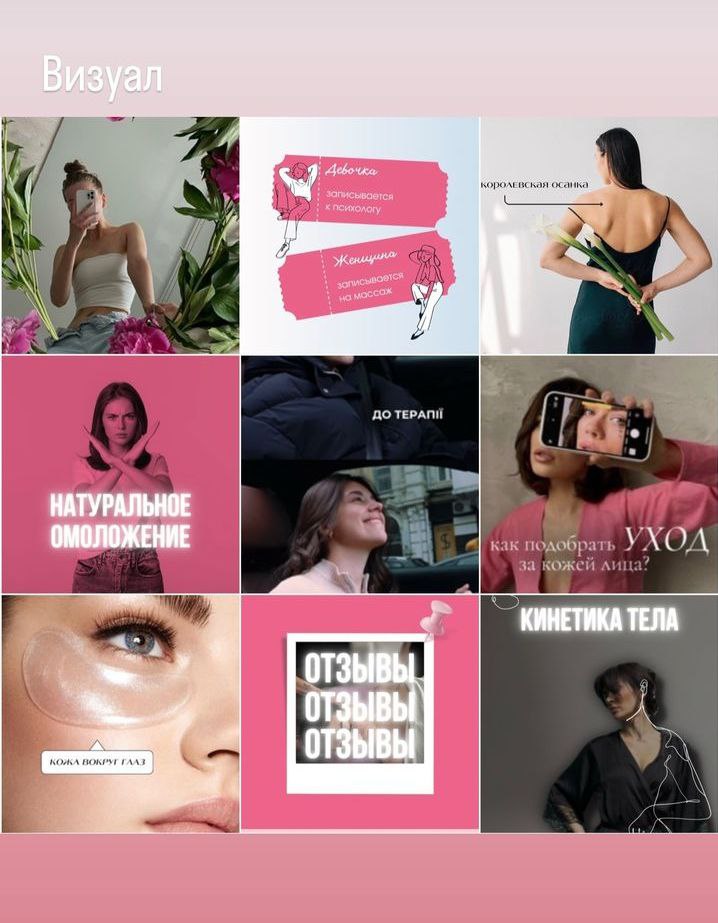 Визуал
Девочка
записывается
к психологу
Женщина
записывается
на массаж
королевская осанка
НАТУРАЛЬНОЕ
ОМОЛОЖЕНИЕ
ДО ТЕРАПІЇ
как подобрать УХОД
за кожей лица?
КОЖА ВОКРУГ ГЛАЗ
ОТЗЫВЫ
ОТЗЫВЫ
ОТЗЫВЫ
КИНЕТИКА ТЕЛА